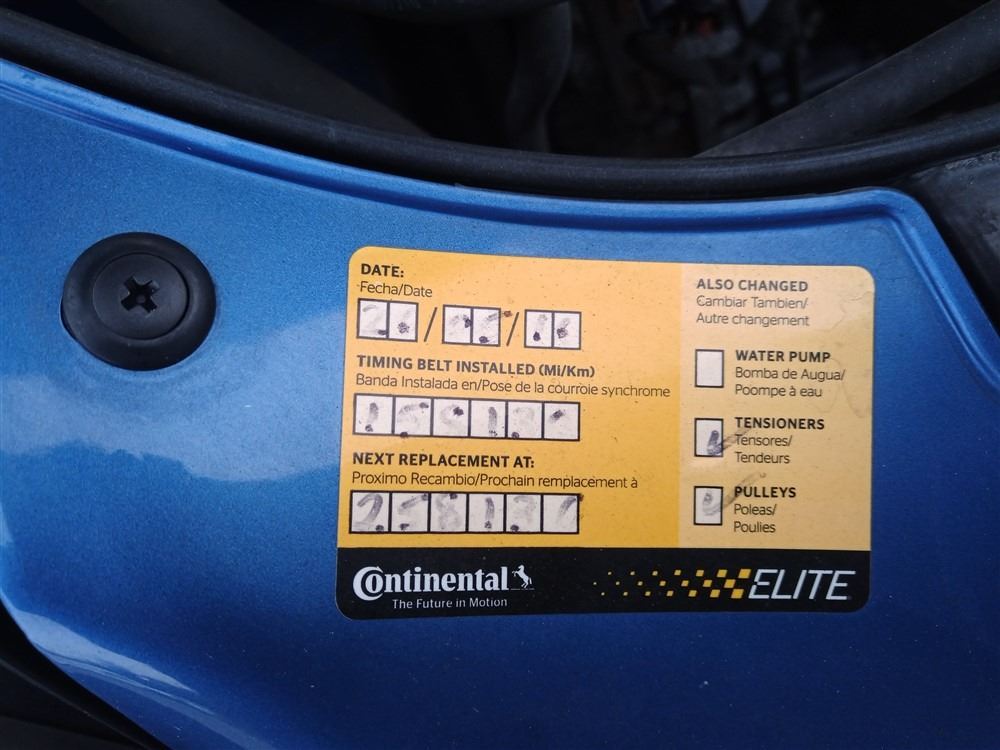 DATE:
Fecha/Date
/ /
TIMING BELT INSTALLED (Mi/Km)
Banda Instalada en/Pose de la courroie synchrome
NEXT REPLACEMENT AT:
Proximo Recambio/Prochain remplacement à
ALSO CHANGED
Cambiar Tambien/
Autre changement
WATER PUMP
Bomba de Augua/
Poompe à eau
TENSIONERS
Tensores/
Tendeurs
PULLEYS
Poleas/
Poulies
Continental
The Future in Motion
ELITE